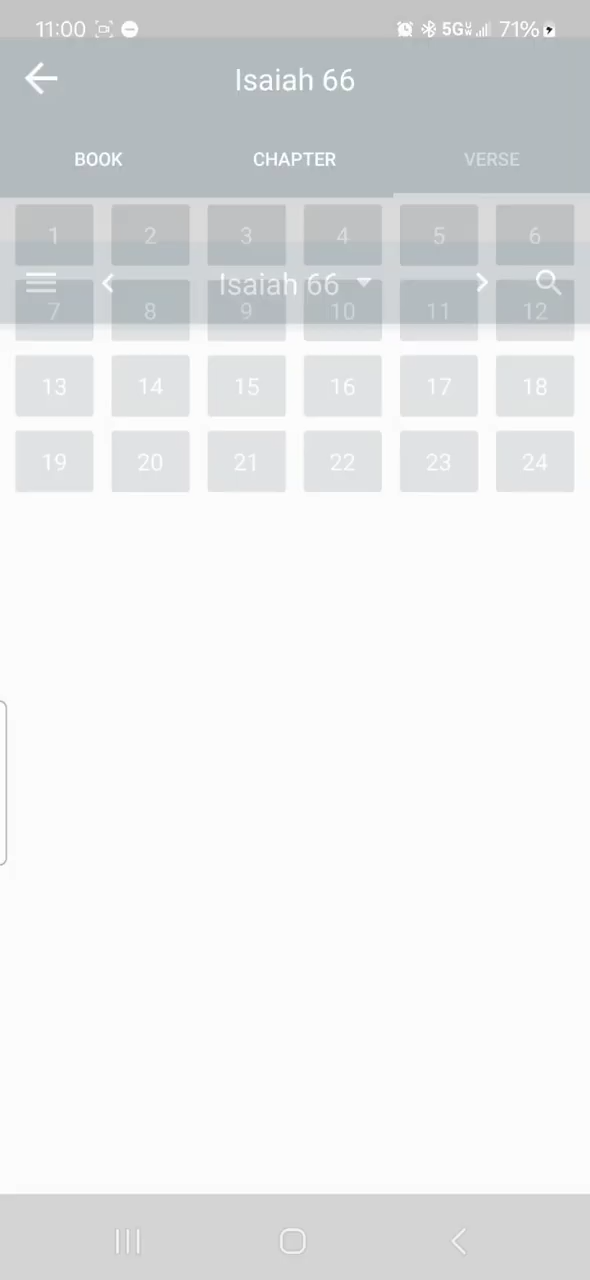 11:00 5G UW 71%
Isaiah 66
BOOK CHAPTER VERSE
1 2 3 4 5 6
Isaiah 66
7 8 9 10 11 12
13 14 15 16 17 18
19 20 21 22 23 24